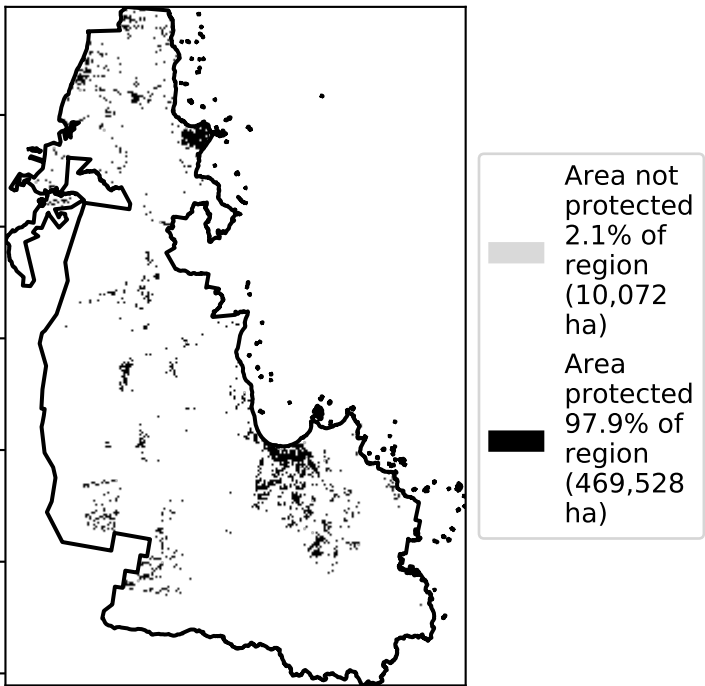 Area not
protected
2.1% of
region
(10,072
ha)
Area
protected
97.9% of
region
(469,528
ha)